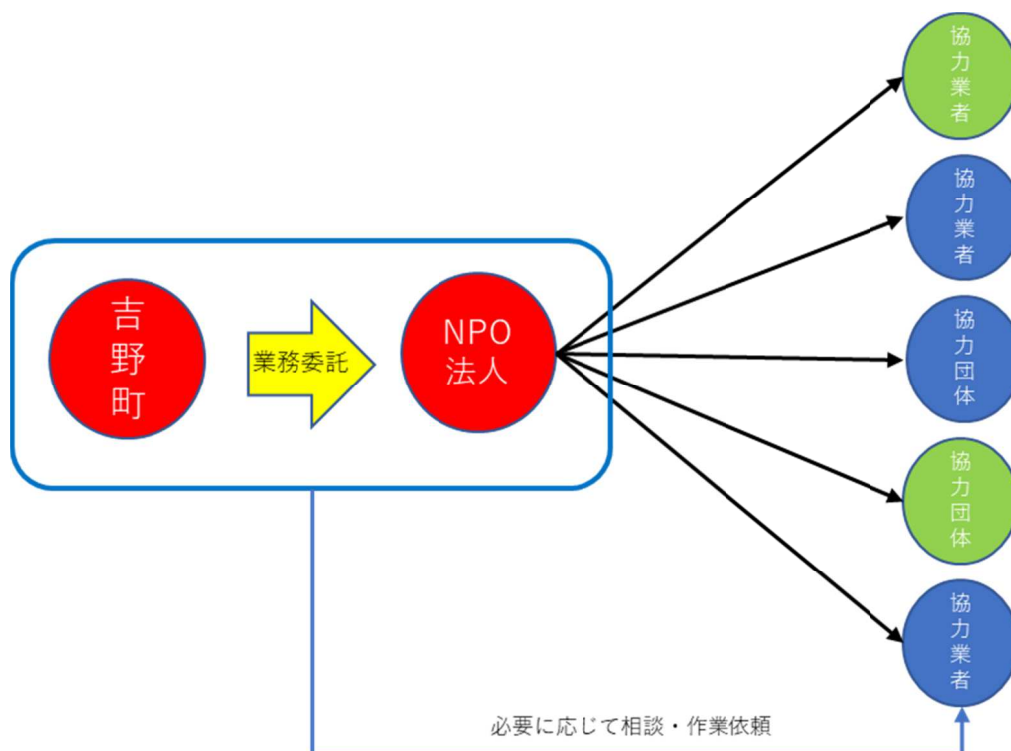 吉野町
業務委託
NPO
法人
協力業者
協力業者
協力団体
協力団体
協力業者
必要に応じて相談・作業依頼